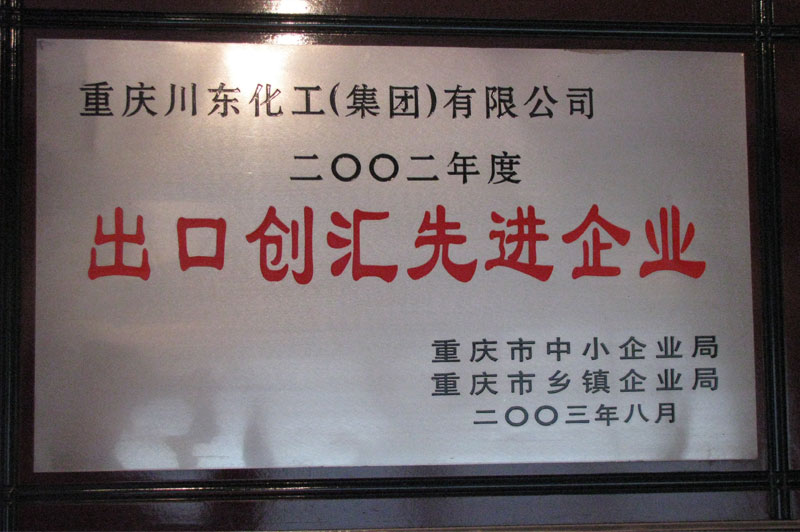 重庆川东化工(集团)有限公司
二〇〇二年度
出口创汇先进企业
重庆市中小企业局
重庆市乡镇企业局
二〇〇三年八月